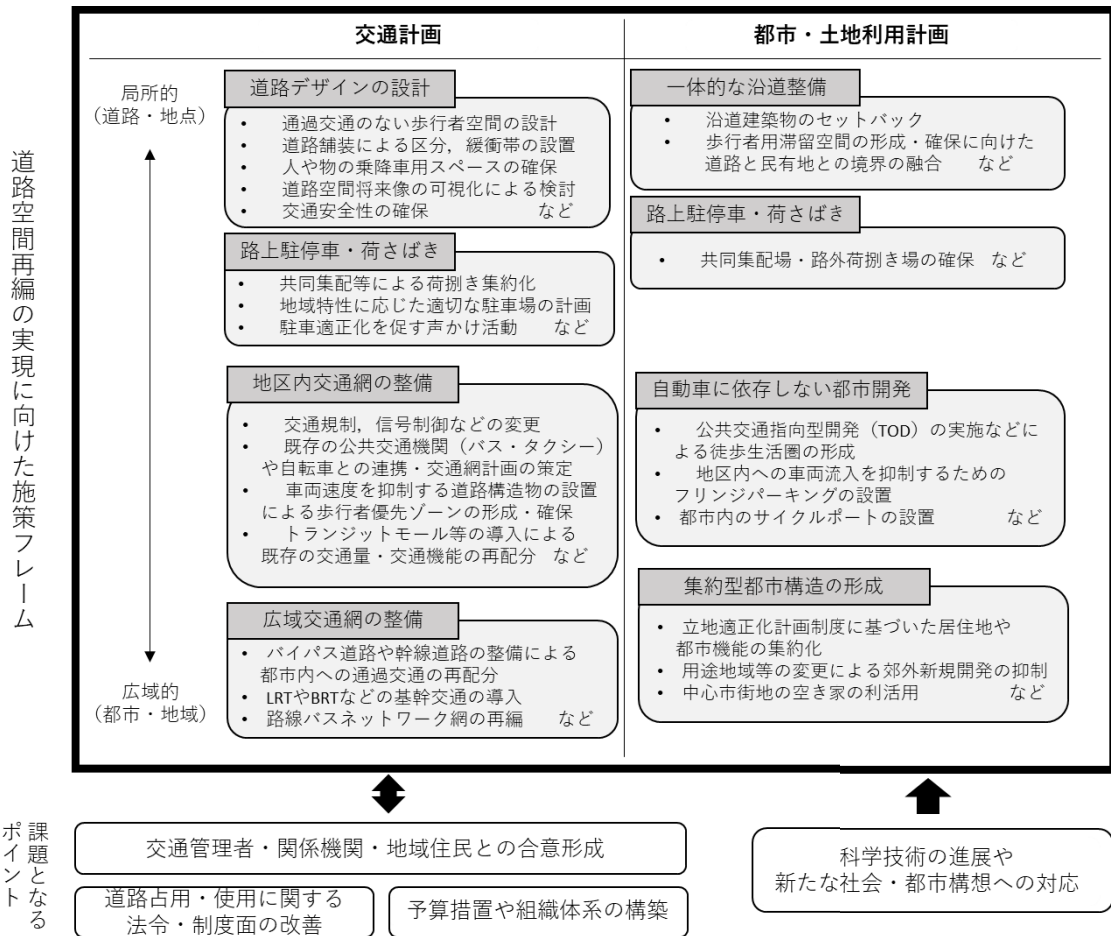 道路空間再編の実現に向けた施策フレーム
交通計画
都市・土地利用計画
局所的
（道路・地点）
広域的
（都市・地域）
道路デザインの設計
• 通過交通のない歩行者空間の設計
• 道路舗装による区分，緩衝帯の設置
• 人や物の乗降車用スペースの確保
• 道路空間将来像の可視化による検討
• 交通安全性の確保 など
路上駐停車・荷さばき
• 共同集配等による荷捌き集約化
• 地域特性に応じた適切な駐車場の計画
• 駐車適正化を促す声かけ活動 など
地区内交通網の整備
• 交通規制，信号制御などの変更
• 既存の公共交通機関（バス・タクシー）
や自転車との連携・交通網計画の策定
• 車両速度を抑制する道路構造物の設置
による歩行者優先ゾーンの形成・確保
• トランジットモール等の導入による
既存の交通量・交通機能の再配分 など
広域交通網の整備
• バイパス道路や幹線道路の整備による
都市内への通過交通の再配分
• LRTやBRTなどの基幹交通の導入
• 路線バスネットワーク網の再編 など
一体的な沿道整備
• 沿道建築物のセットバック
• 歩行者用滞留空間の形成・確保に向けた
道路と民有地との境界の融合 など
路上駐停車・荷さばき
• 共同集配場・路外荷捌き場の確保 など
自動車に依存しない都市開発
• 公共交通指向型開発（TOD）の実施などに
よる徒歩生活圏の形成
• 地区内への車両流入を抑制するための
フリンジパーキングの設置
• 都市内のサイクルポートの設置 など
集約型都市構造の形成
• 立地適正化計画制度に基づいた居住地や
都市機能の集約化
• 用途地域等の変更による郊外新規開発の抑制
• 中心市街地の空き家の利活用 など
課題となる
ポイント
交通管理者・関係機関・地域住民との合意形成
道路占用・使用に関する
法令・制度面の改善
予算措置や組織体系の構築
科学技術の進展や
新たな社会・都市構想への対応